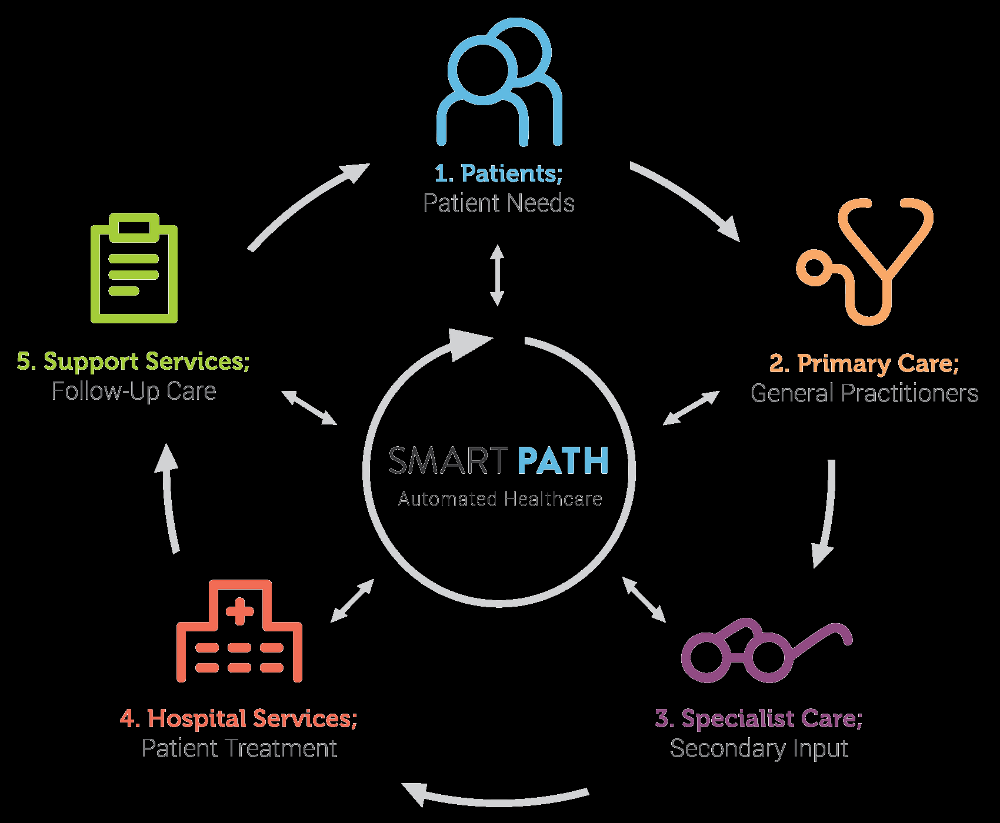 1. Patients;
Patient Needs
2. Primary Care;
General Practitioners
3. Specialist Care;
Secondary Input
4. Hospital Services;
Patient Treatment
5. Support Services;
Follow-Up Care
SMART PATH
Automated Healthcare